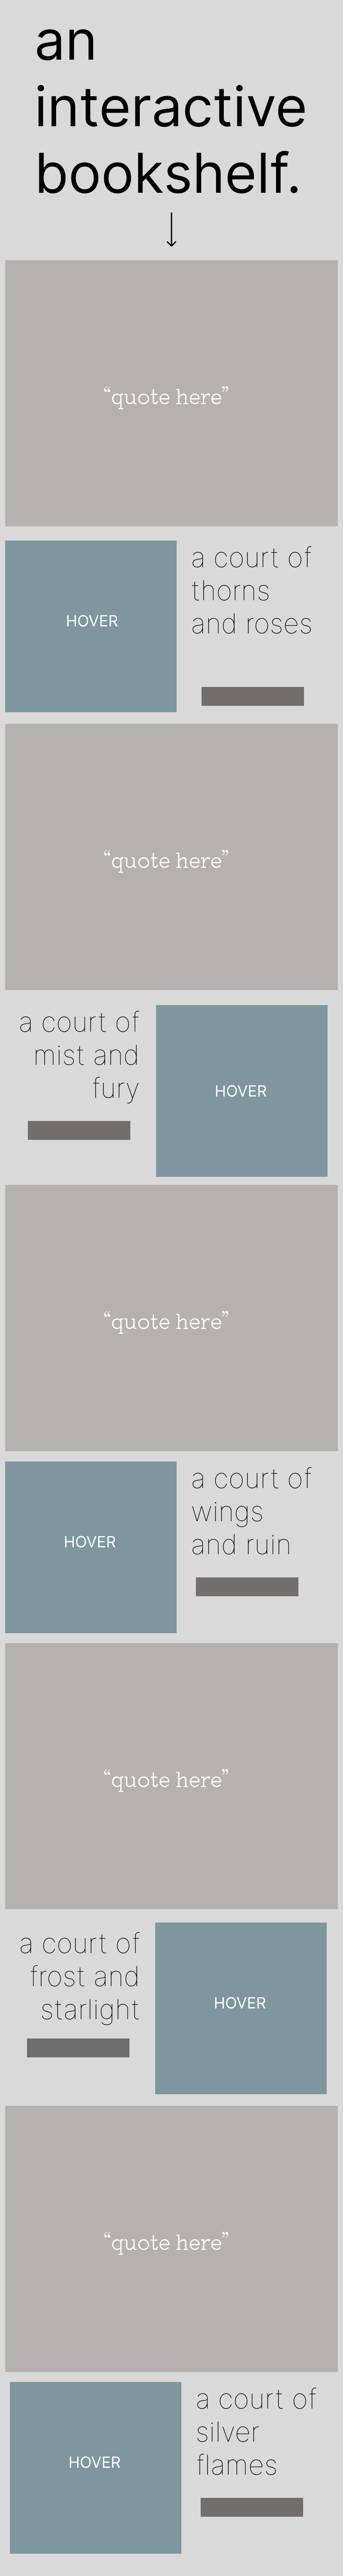 an
interactive
bookshelf.
“quote here”
HOVER
a court of
thorns
and roses
“quote here”
a court of
mist and
fury
HOVER
“quote here”
HOVER
a court of
wings
and ruin
“quote here”
a court of
frost and
starlight
HOVER
“quote here”
HOVER
a court of
silver
flames